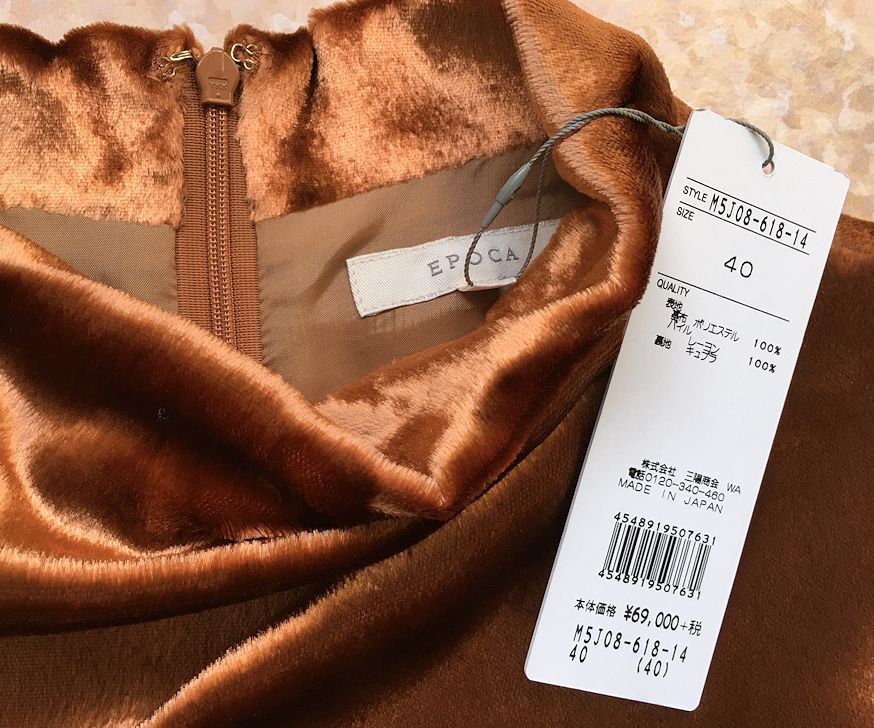 EPOCA
STYLE M5J08-618-14
SIZE
40
QUALITY
表地
基布 ポリエステル 100%
パイル レーヨン
裏地 キュプラ 100%
株式会社 三陽商会 WA
電話0120-340-460
MADE IN JAPAN
4548919507631
4548919507631
本体価格 ¥69,000+税
M5J08-618-14
40 (40)